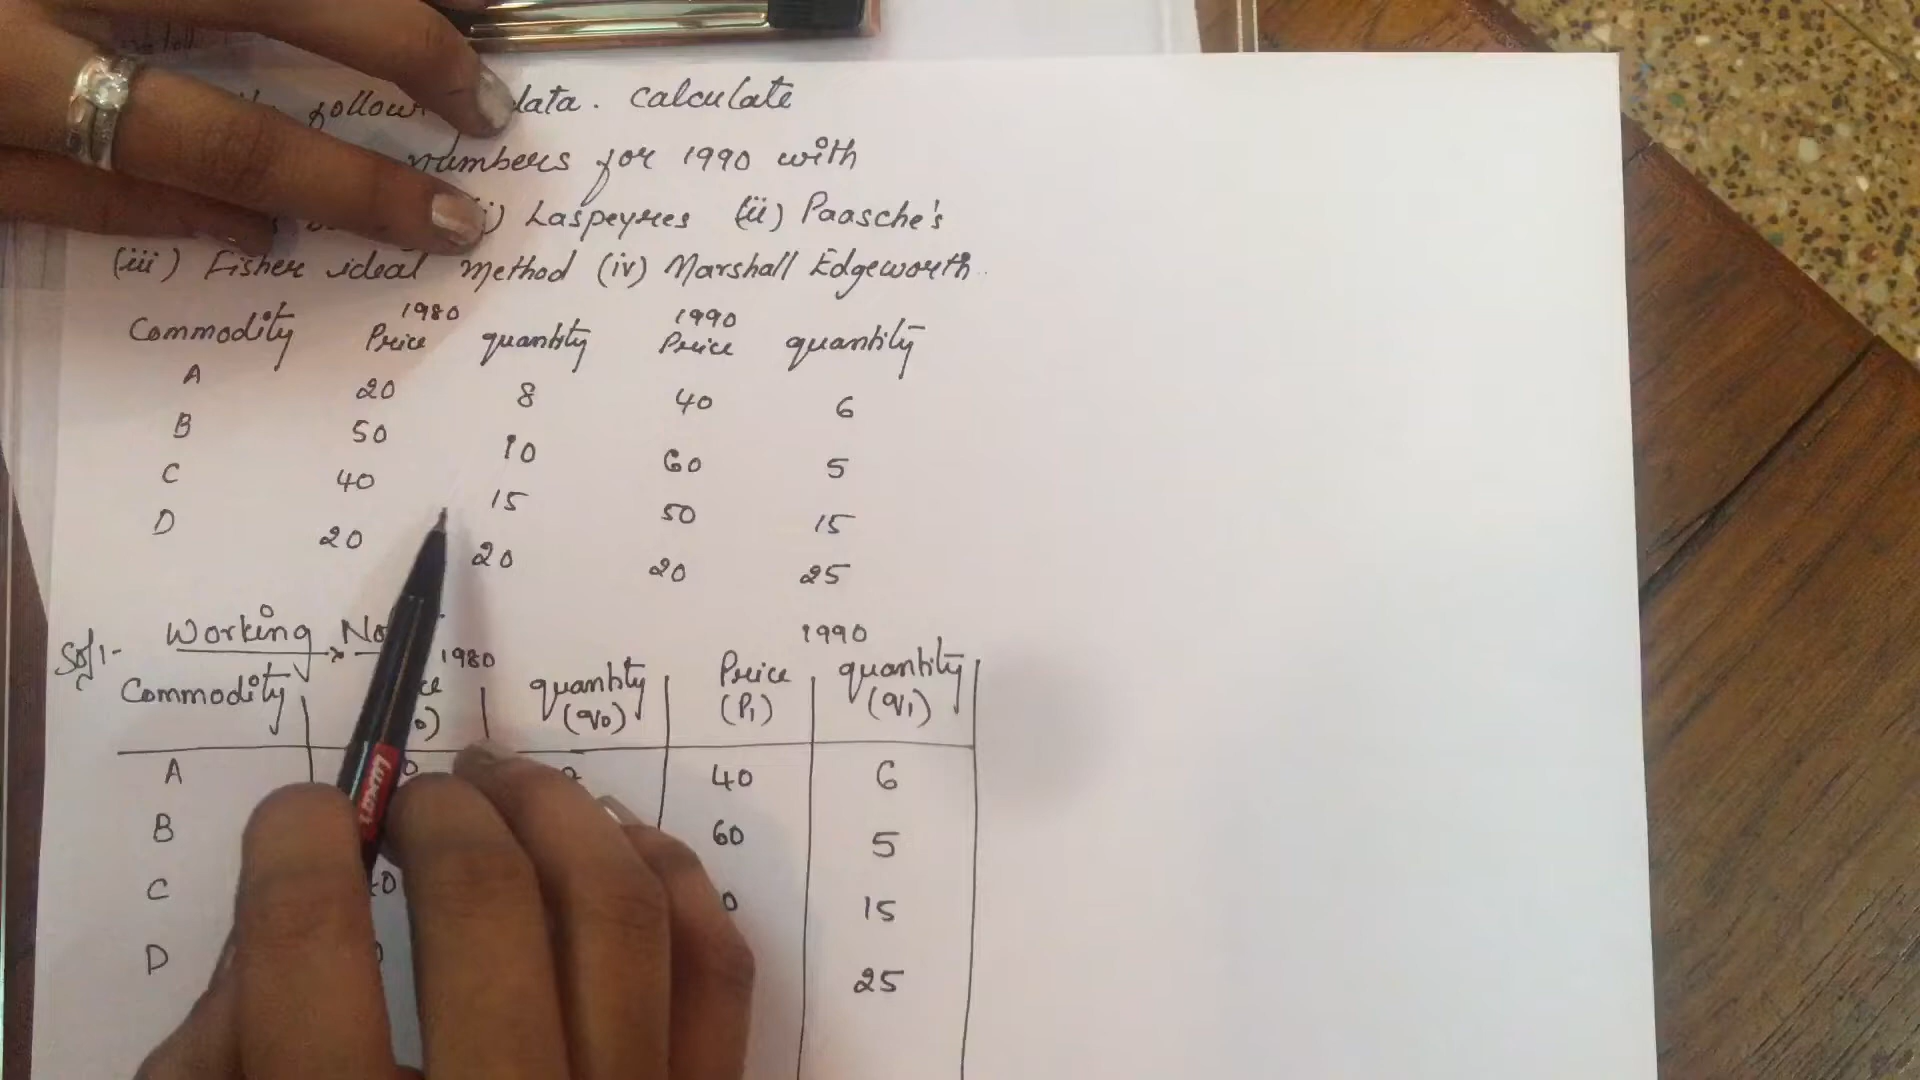 follow data. calculate
numbers for 1990 with
i) Laspeyres (ii) Paasche's
(iii) Fisher ideal method (iv) Marshall Edgeworth.
1980 1990
Commodity Price quantity Price quantity
A 20 8 40 6
B 50 10 60 5
C 40 15 50 15
D 20 20 20 25
Sol:- Working No
1980 1990
Commodity quantity Price quantity
(q0) (P1) (q1)
A 40 6
B 60 5
C 40 0 15
D 25
Luxor